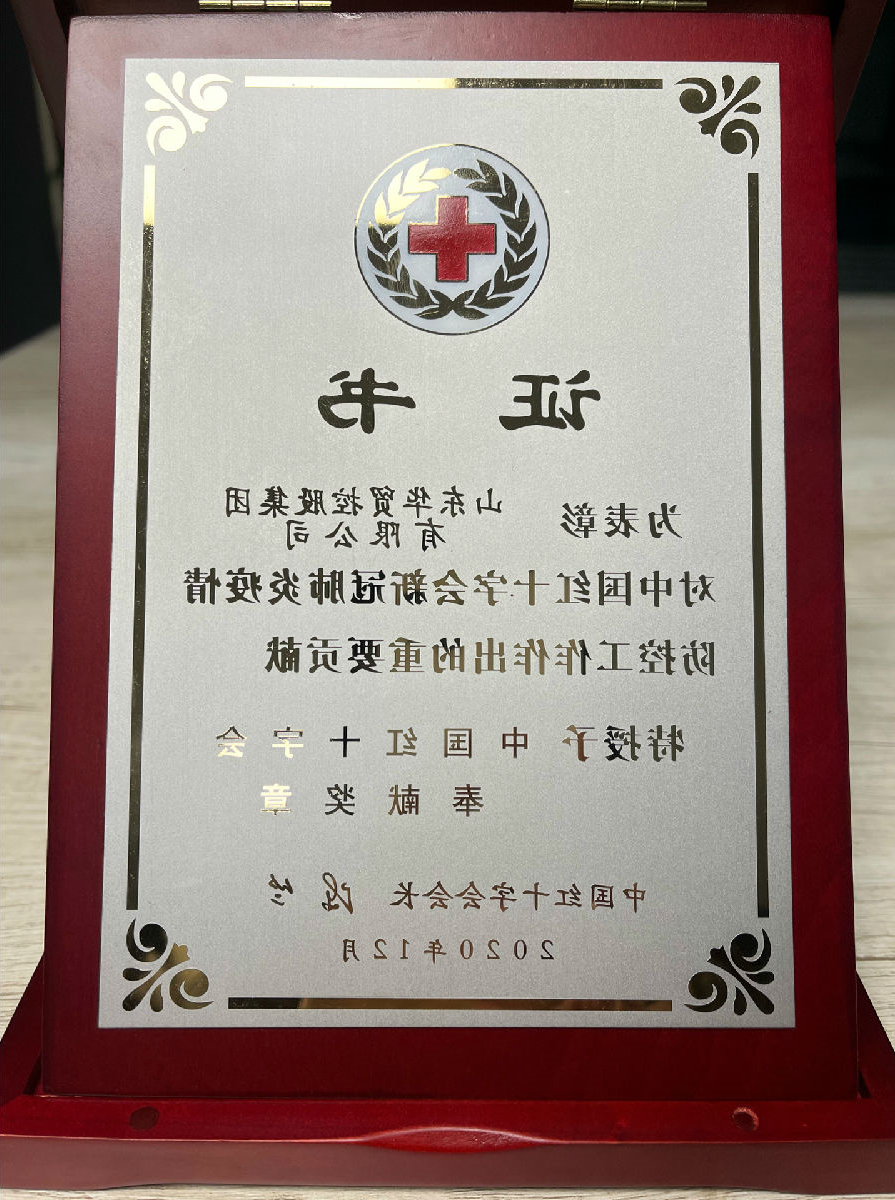 证书
为表彰 山东华贸控股集团
有限公司
对中国红十字会新冠肺炎疫情
防控工作作出的重要贡献
特授予 中国红十字会
奉献奖章
中国红十字会会长
2020年12月